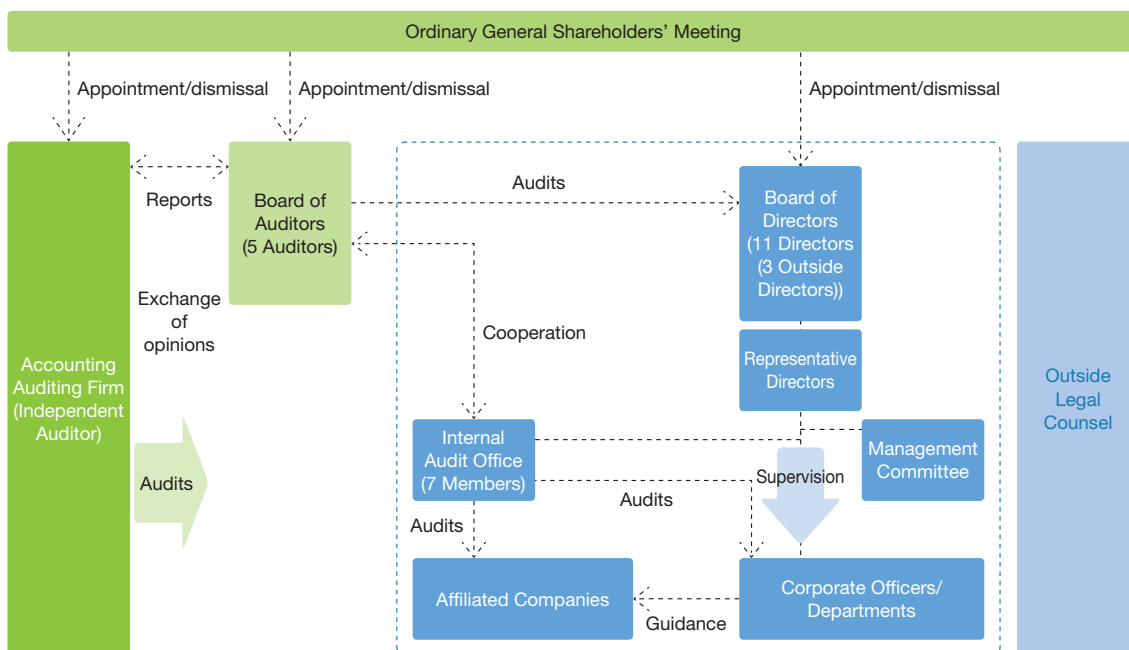 Ordinary General Shareholders’ Meeting
Appointment/dismissal
Appointment/dismissal
Appointment/dismissal
Reports
Board of
Auditors
(5 Auditors)
Audits
Board of
Directors
(11 Directors
(3 Outside
Directors))
Exchange
of
opinions
Cooperation
Accounting
Auditing Firm
(Independent
Auditor)
Representative
Directors
Outside
Legal
Counsel
Internal
Audit Office
(7 Members)
Management
Committee
Audits
Supervision
Audits
Audits
Affiliated Companies
Guidance
Corporate Officers/
Departments